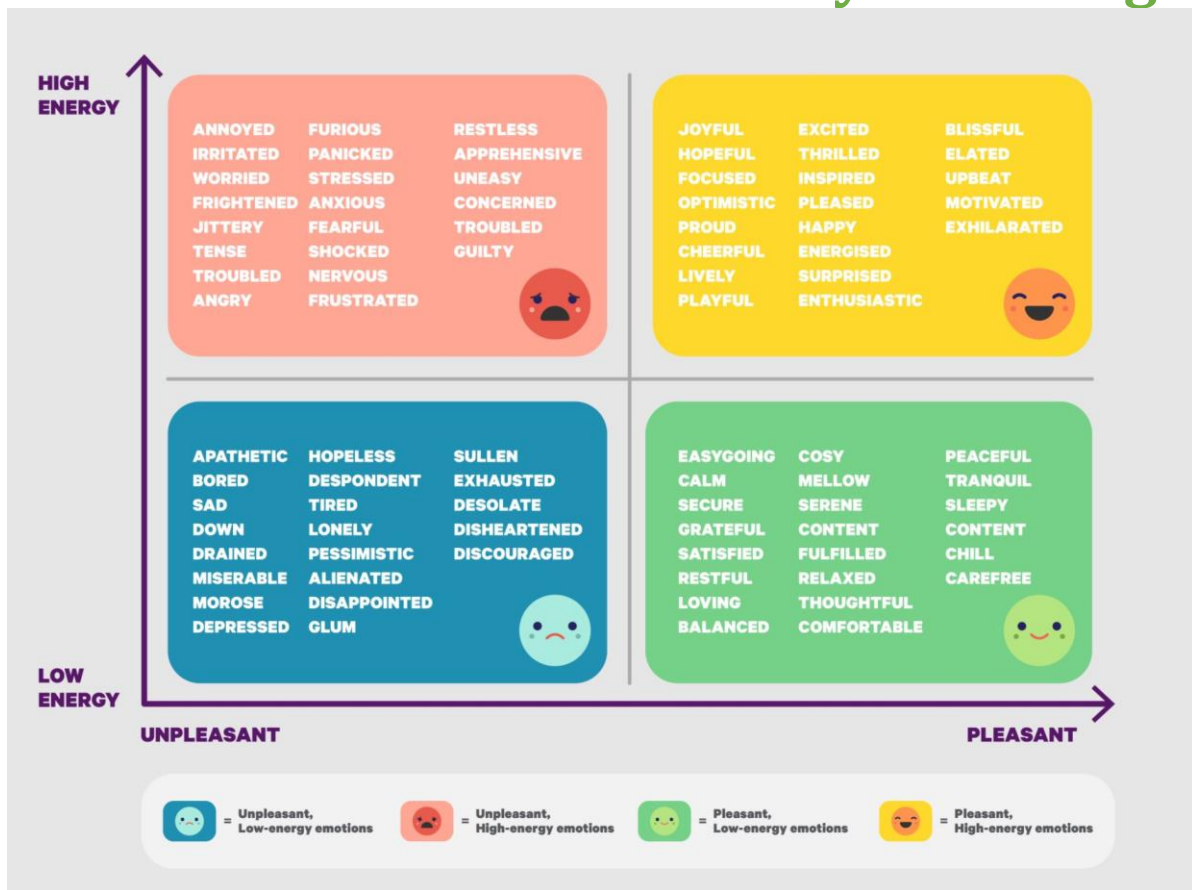 HIGH
ENERGY
ANNOYED FURIOUS RESTLESS
IRRITATED PANICKED APPREHENSIVE
WORRIED STRESSED UNEASY
FRIGHTENED ANXIOUS CONCERNED
JITTERY FEARFUL TROUBLED
TENSE SHOCKED GUILTY
TROUBLED NERVOUS
ANGRY FRUSTRATED
JOYFUL EXCITED BLISSFUL
HOPEFUL THRILLED ELATED
FOCUSED INSPIRED UPBEAT
OPTIMISTIC PLEASED MOTIVATED
PROUD HAPPY EXHILARATED
CHEERFUL ENERGISED
LIVELY SURPRISED
PLAYFUL ENTHUSIASTIC
APATHETIC HOPELESS SULLEN
BORED DESPONDENT EXHAUSTED
SAD TIRED DESOLATE
DOWN LONELY DISHEARTENED
DRAINED PESSIMISTIC DISCOURAGED
MISERABLE ALIENATED
MOROSE DISAPPOINTED
DEPRESSED GLUM
EASYGOING COSY PEACEFUL
CALM MELLOW TRANQUIL
SECURE SERENE SLEEPY
GRATEFUL CONTENT CONTENT
SATISFIED FULFILLED CHILL
RESTFUL RELAXED CAREFREE
LOVING THOUGHTFUL
BALANCED COMFORTABLE
LOW
ENERGY
UNPLEASANT PLEASANT
= Unpleasant,
Low-energy emotions
= Unpleasant,
High-energy emotions
= Pleasant,
Low-energy emotions
= Pleasant,
High-energy emotions